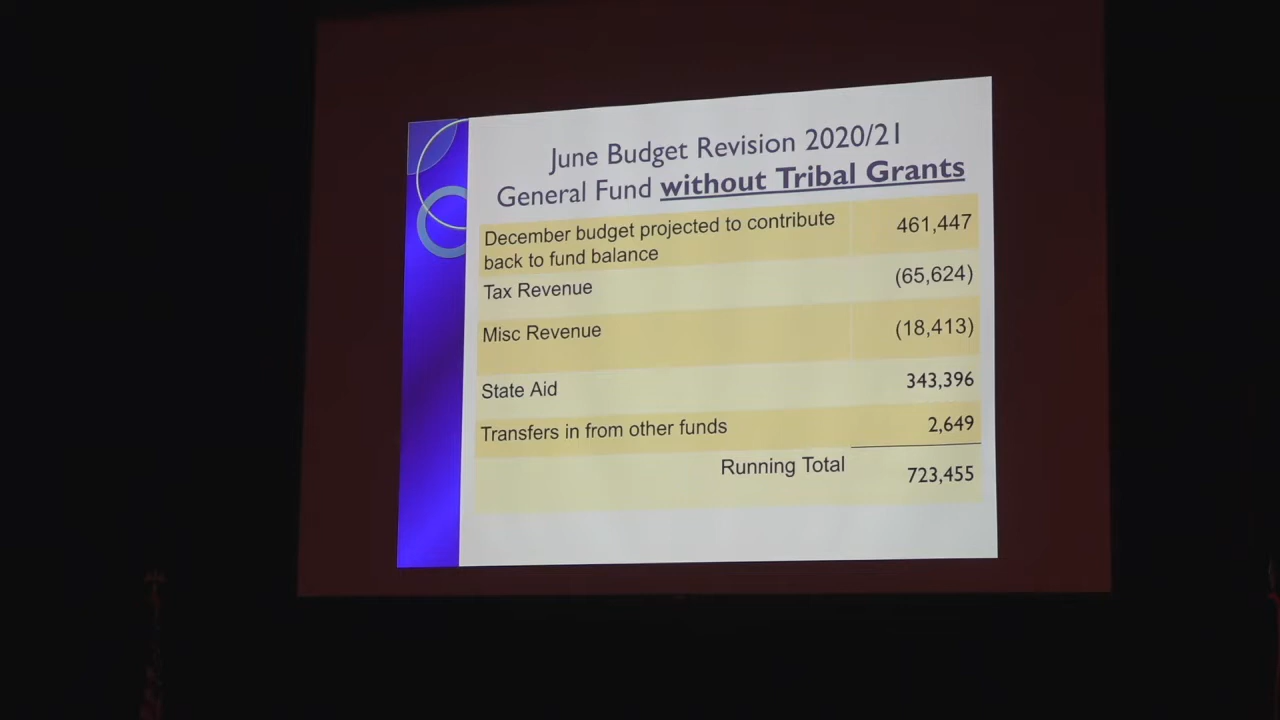 June Budget Revision 2020/21
General Fund without Tribal Grants
December budget projected to contribute 461,447
back to fund balance
Tax Revenue (65,624)
Misc Revenue (18,413)
State Aid 343,396
Transfers in from other funds 2,649
Running Total 723,455